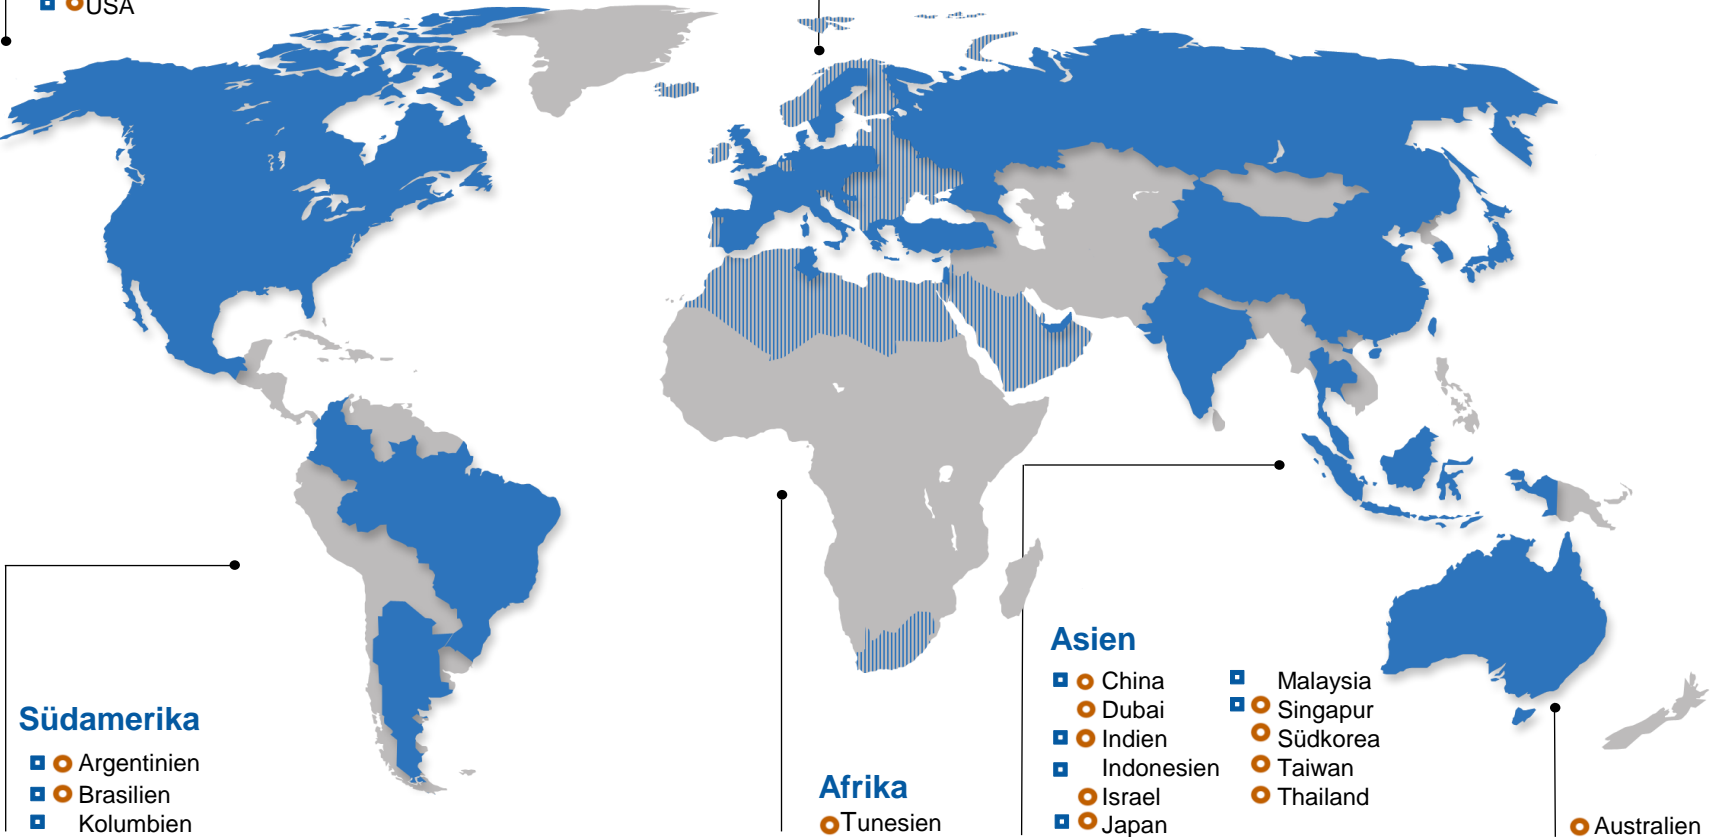 USA
Südamerika
Argentinien
Brasilien
Kolumbien
Afrika
Tunesien
Asien
China
Dubai
Indien
Indonesien
Israel
Japan
Malaysia
Singapur
Südkorea
Taiwan
Thailand
Australien